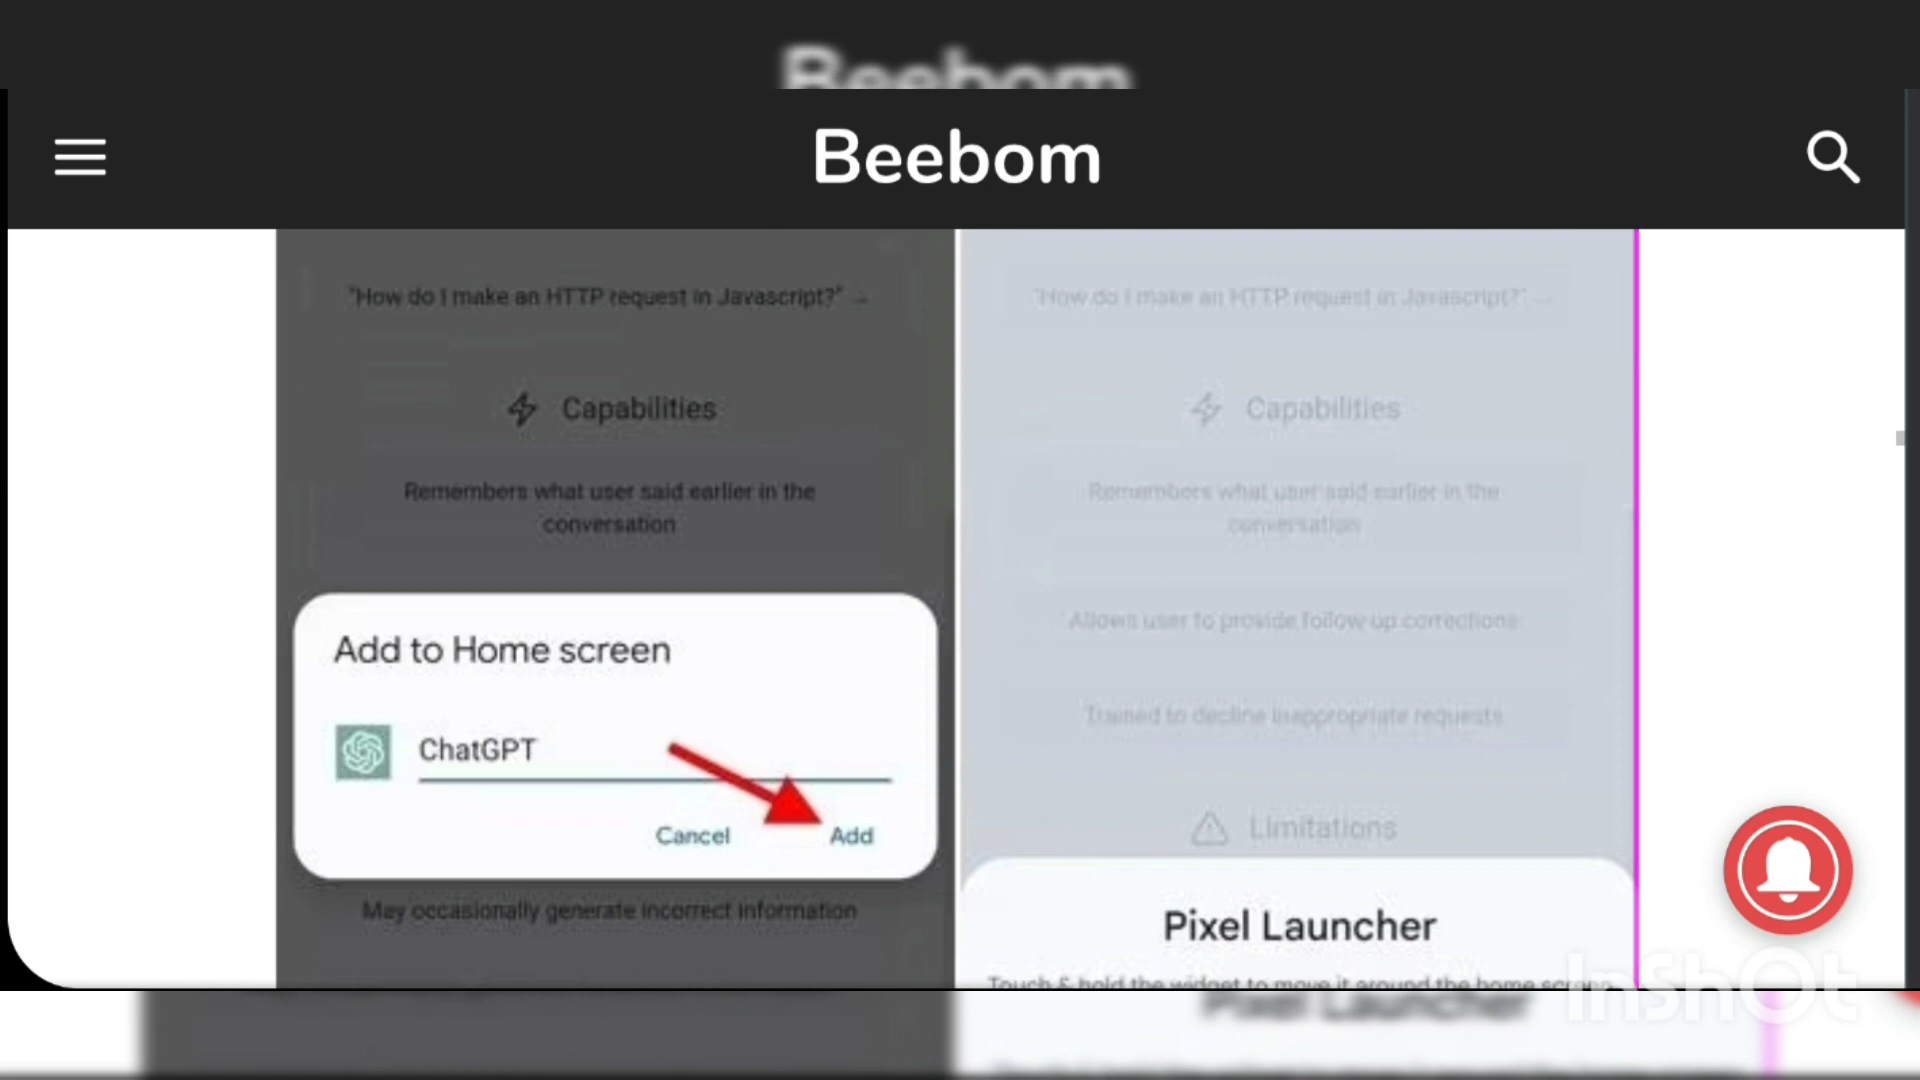 Beebom
Beebom
"How do I make an HTTP request in Javascript?" →
Capabilities
Remembers what user said earlier in the
conversation
Add to Home screen
ChatGPT
Cancel
Add
May occasionally generate incorrect information
"How do I make an HTTP request in Javascript?" →
Capabilities
Remembers what user said earlier in the
conversation
Allows user to provide follow up corrections
Trained to decline inappropriate requests
Limitations
Pixel Launcher
Touch & hold the widget to move it around the home screen
Pixel Launcher
InShOt